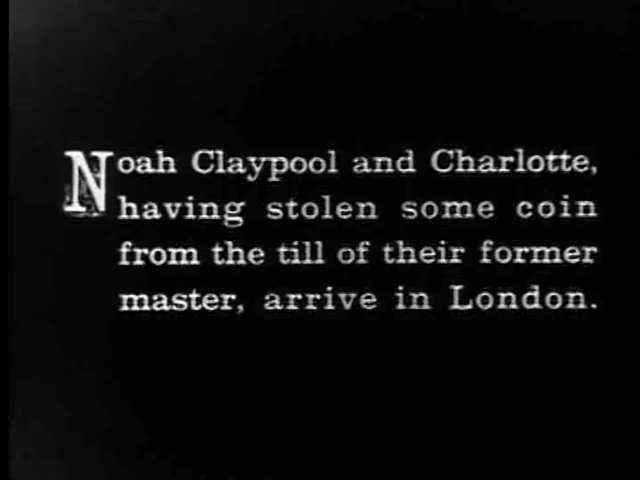 Noah Claypool and Charlotte,
having stolen some coin
from the till of their former
master, arrive in London.